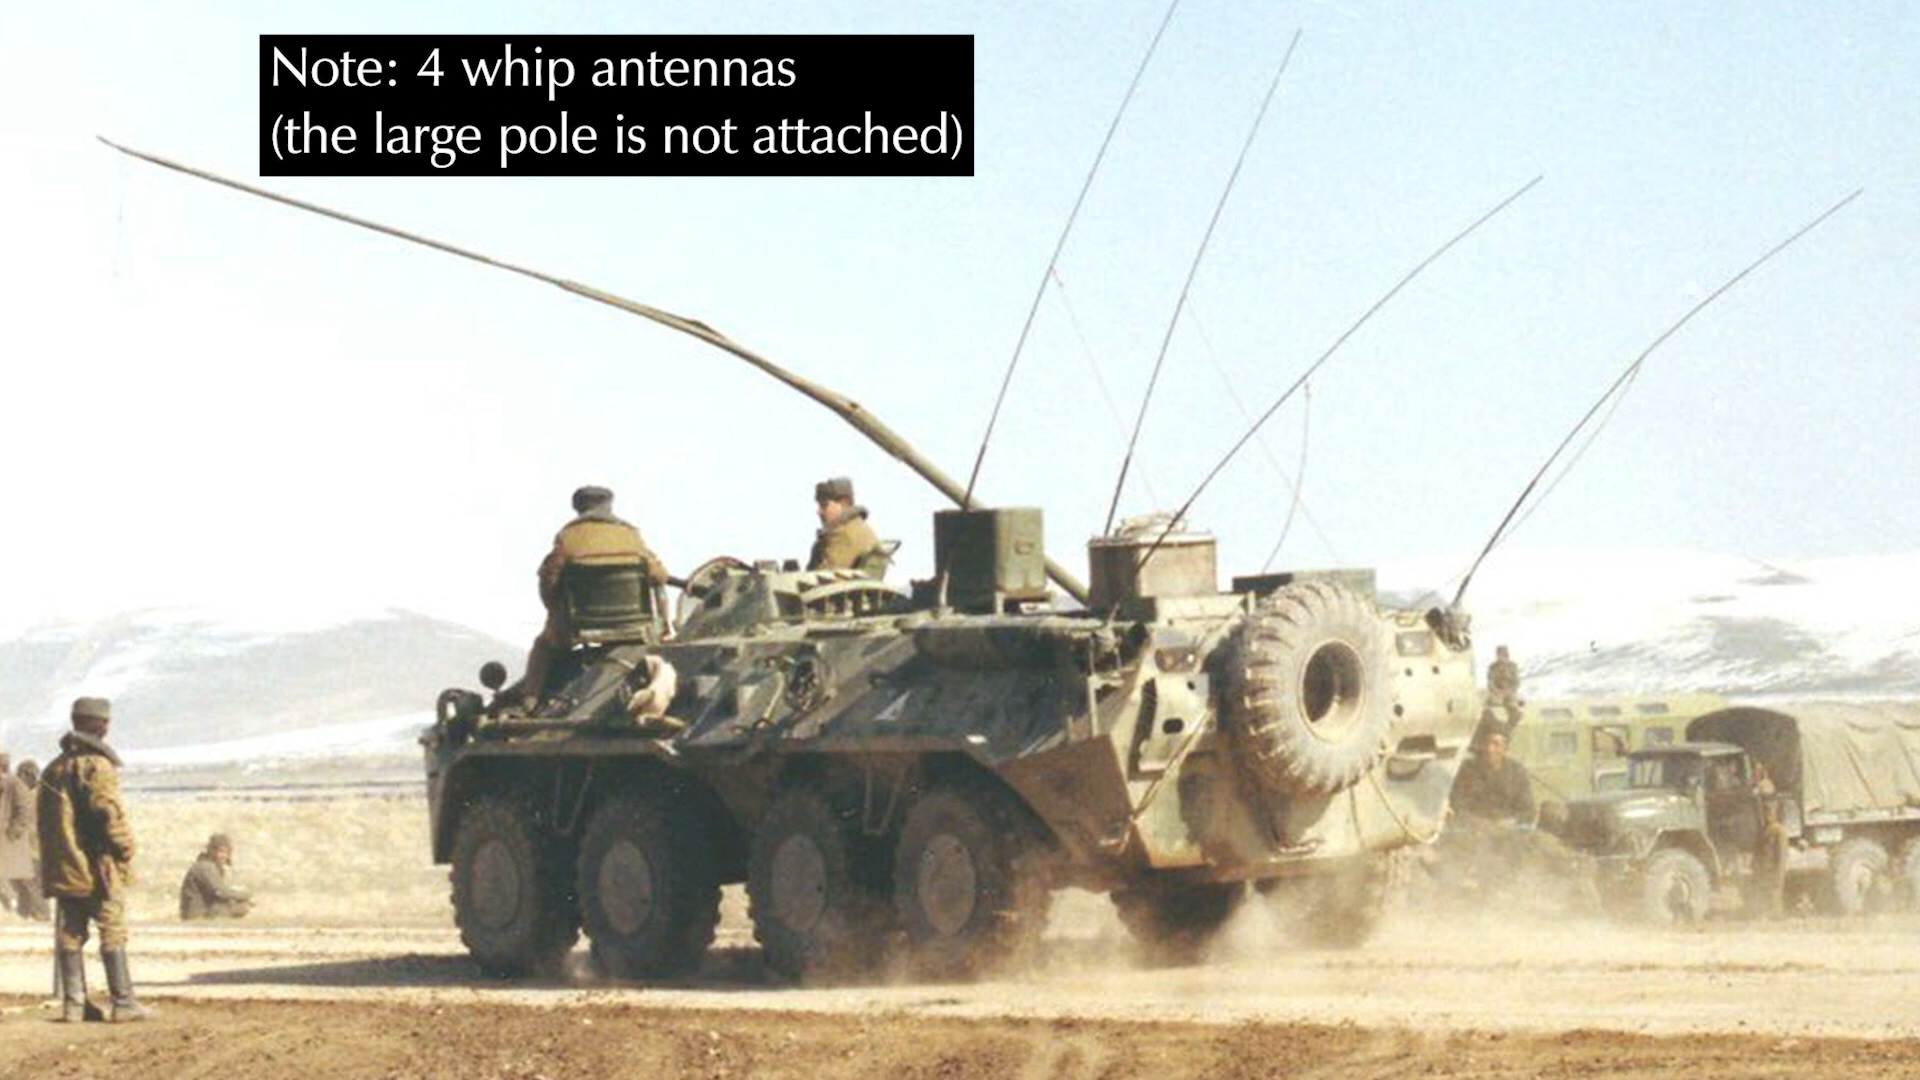 Note: 4 whip antennas
(the large pole is not attached)